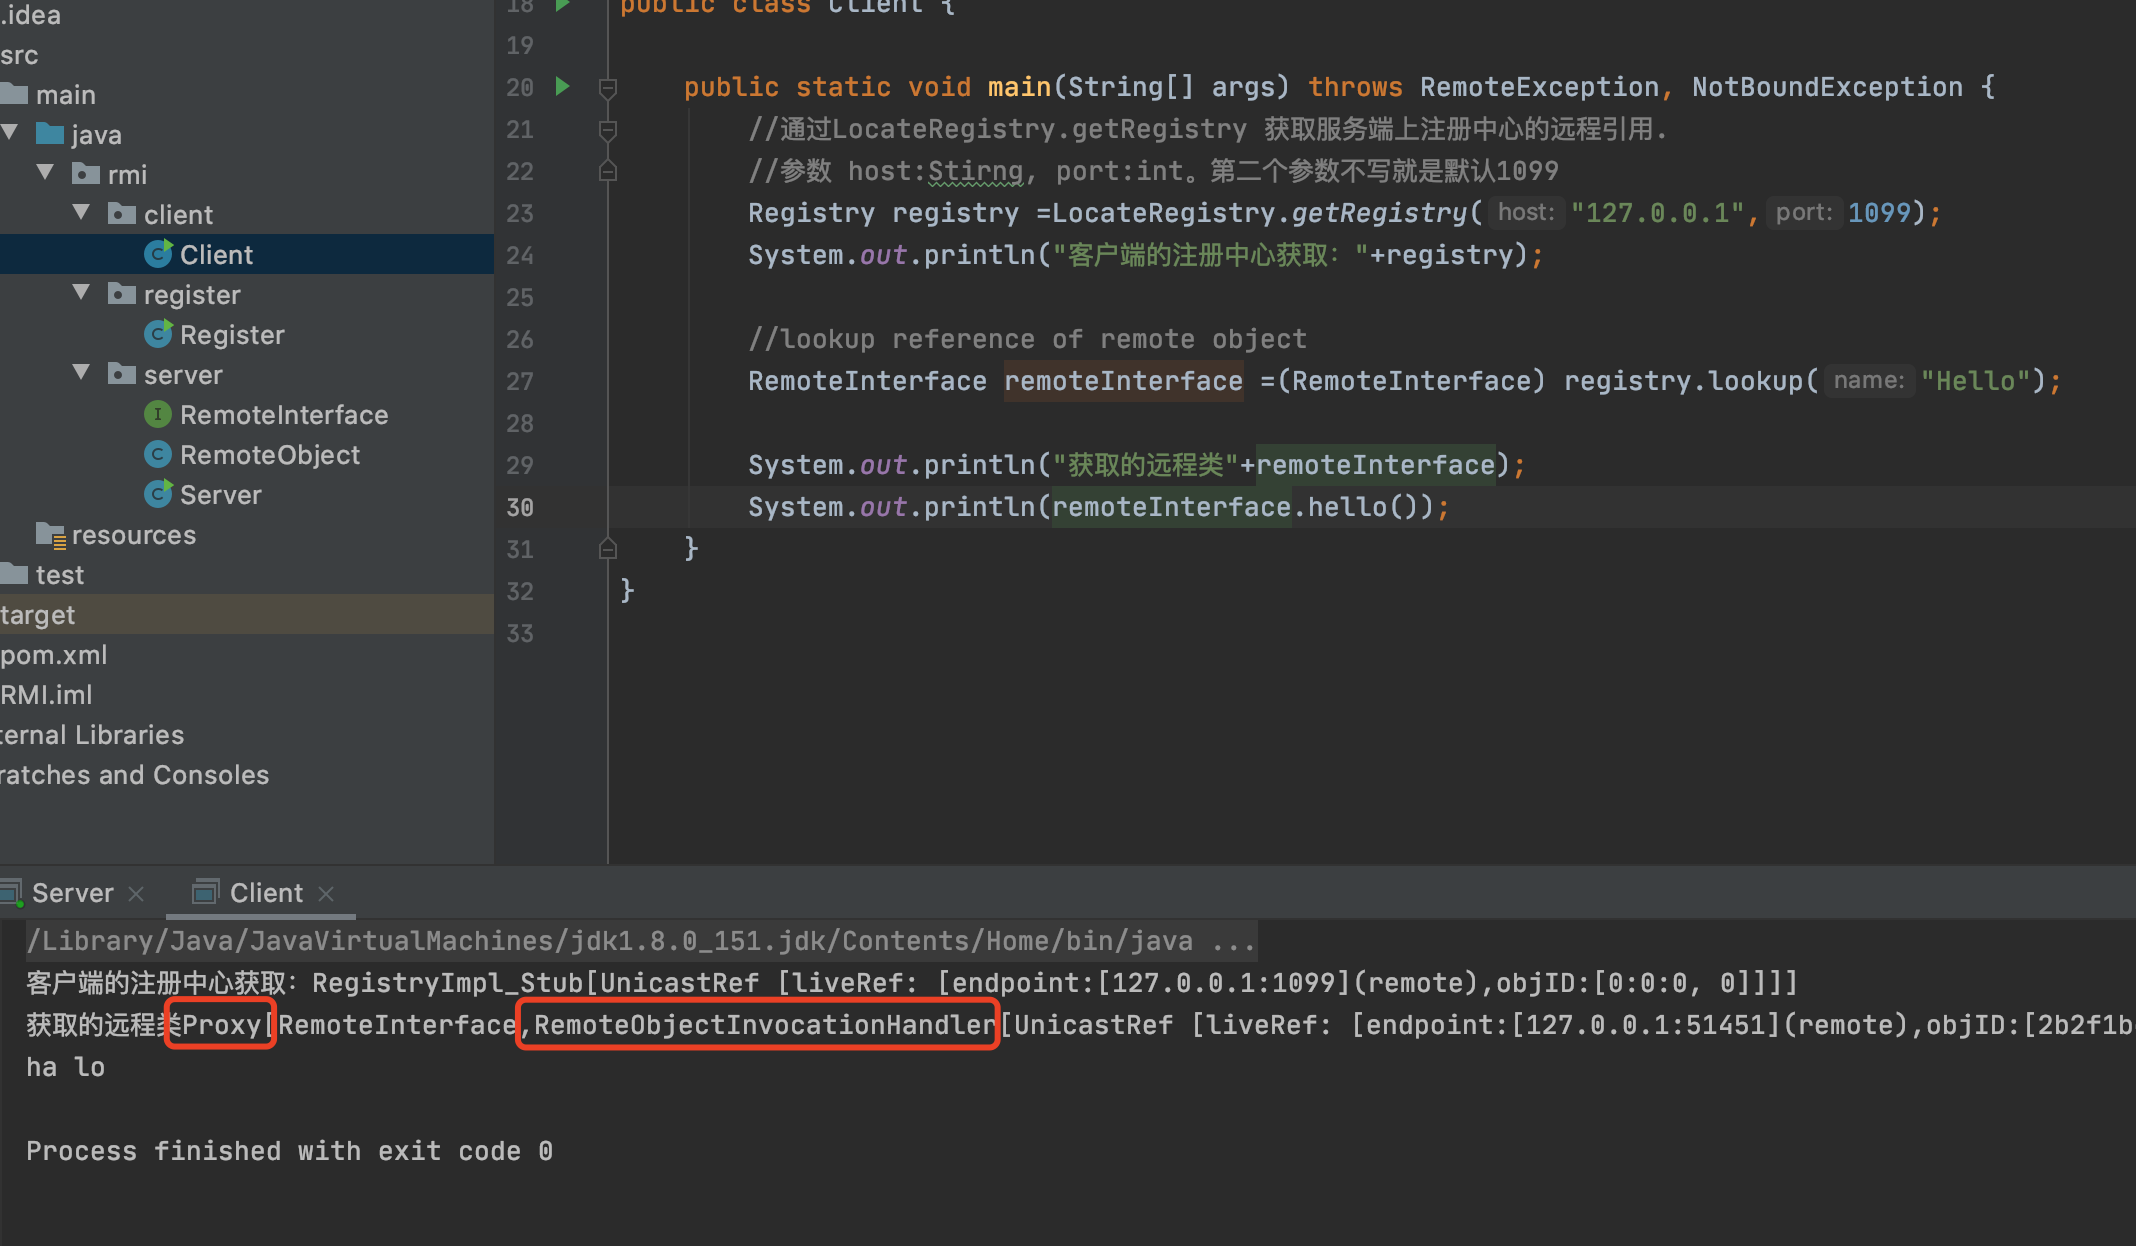 .idea
src
main
java
rmi
client
Client
register
Register
server
RemoteInterface
RemoteObject
Server
resources
test
target
pom.xml
RMI.iml
ternal Libraries
ratches and Consoles
18 public class Client {
19
20 public static void main(String[] args) throws RemoteException, NotBoundException {
21 //通过LocateRegistry.getRegistry 获取服务端上注册中心的远程引用.
22 //参数 host:Stirng, port:int。第二个参数不写就是默认1099
23 Registry registry =LocateRegistry.getRegistry( host: "127.0.0.1", port: 1099);
24 System.out.println("客户端的注册中心获取: "+registry);
25
26 //lookup reference of remote object
27 RemoteInterface remoteInterface =(RemoteInterface) registry.lookup( name: "Hello");
28
29 System.out.println("获取的远程类"+remoteInterface);
30 System.out.println(remoteInterface.hello());
31 }
32 }
33
Server Client
/Library/Java/JavaVirtualMachines/jdk1.8.0_151.jdk/Contents/Home/bin/java ...
客户端的注册中心获取: RegistryImpl_Stub[UnicastRef [liveRef: [endpoint:[127.0.0.1:1099](remote),objID:[0:0:0, 0]]]]
获取的远程类Proxy[RemoteInterface,RemoteObjectInvocationHandler[UnicastRef [liveRef: [endpoint:[127.0.0.1:51451](remote),objID:[2b2f1b
ha lo
Process finished with exit code 0